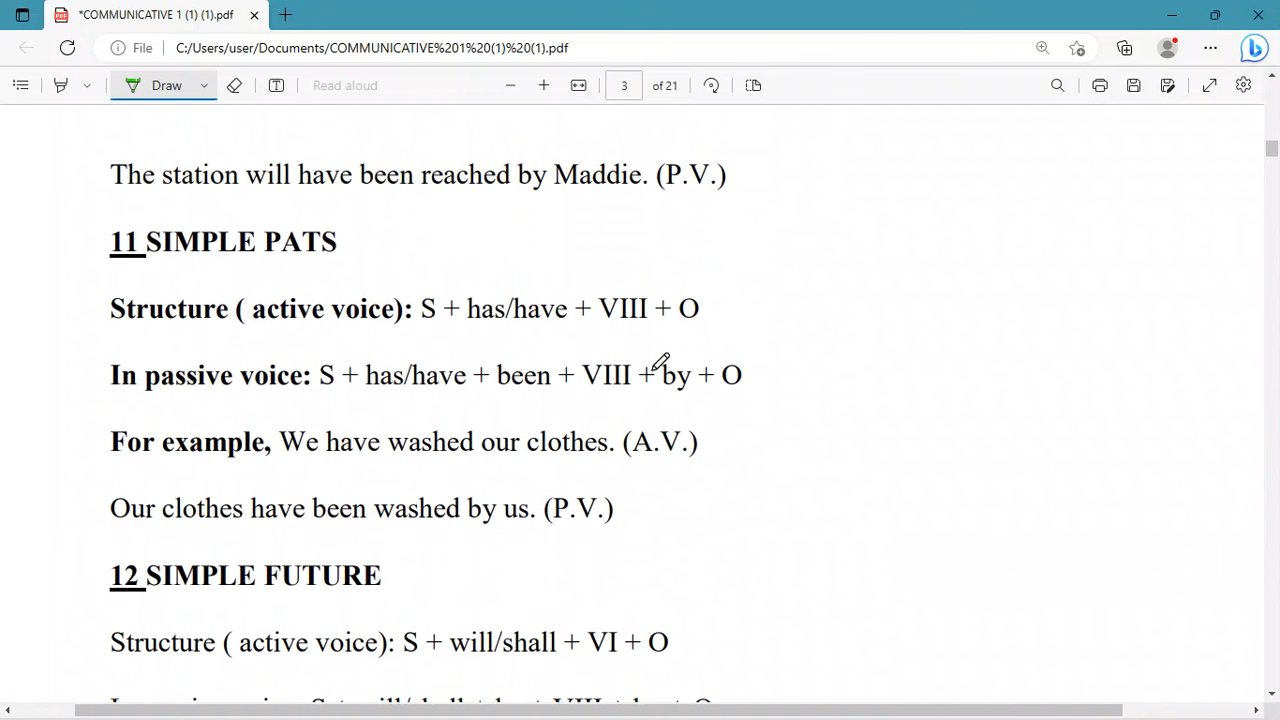 *COMMUNICATIVE 1 (1) (1).pdf
File C:/Users/user/Documents/COMMUNICATIVE%201%20(1)%20(1).pdf
Draw Read aloud 3 of 21
The station will have been reached by Maddie. (P.V.)
11 SIMPLE PATS
Structure ( active voice): S + has/have + VIII + O
In passive voice: S + has/have + been + VIII + by + O
For example, We have washed our clothes. (A.V.)
Our clothes have been washed by us. (P.V.)
12 SIMPLE FUTURE
Structure ( active voice): S + will/shall + VI + O